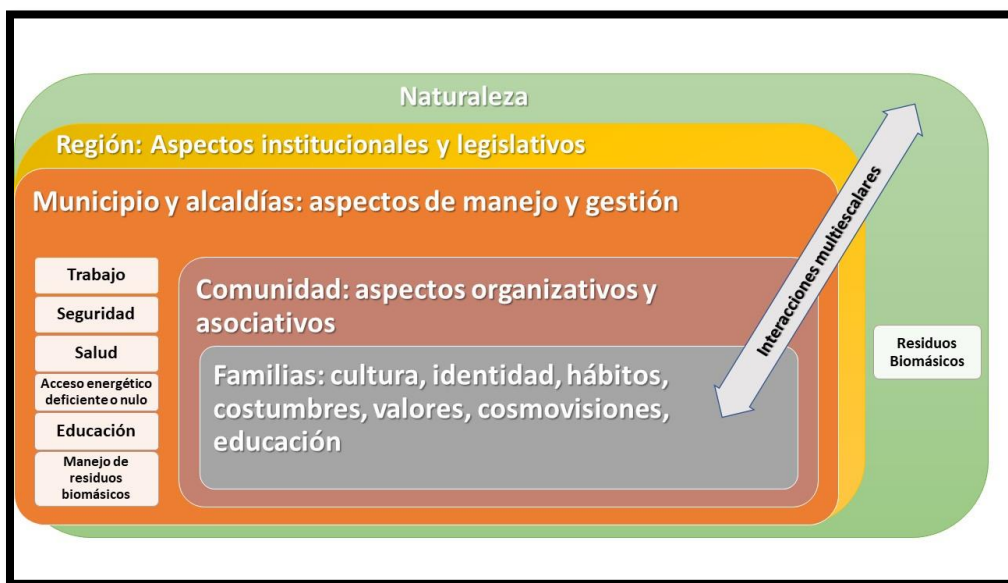 Naturaleza
Región: Aspectos institucionales y legislativos
Municipio y alcaldías: aspectos de manejo y gestión
Trabajo
Seguridad
Salud
Acceso energético
deficiente o nulo
Educación
Manejo de
residuos
biomásicos
Comunidad: aspectos organizativos y
asociativos
Familias: cultura, identidad, hábitos,
costumbres, valores, cosmovisiones,
educación
Interacciones multiescalares
Residuos
Biomásicos